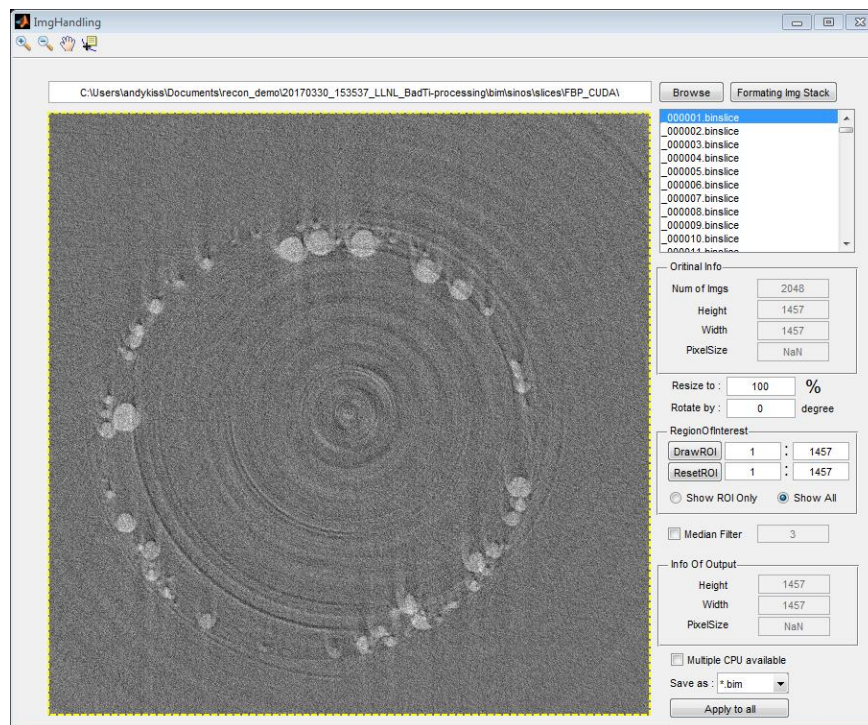 ImgHandling
C:\Users\andykiss\Documents\recon_demo\20170330_153537_LLNL_BadTi-processing\bim\sinos\slices\FBP_CUDA\
Browse
Formating Img Stack
_000001.binslice
_000002.binslice
_000003.binslice
_000004.binslice
_000005.binslice
_000006.binslice
_000007.binslice
_000008.binslice
_000009.binslice
_000010.binslice
_000011.binslice
Oritinal Info
Num of Imgs 2048
Height 1457
Width 1457
PixelSize NaN
Resize to : 100 %
Rotate by : 0 degree
RegionOfInterest
DrawROI 1 : 1457
ResetROI 1 : 1457
Show ROI Only Show All
Median Filter 3
Info Of Output
Height 1457
Width 1457
PixelSize NaN
Multiple CPU available
Save as : *.bim
Apply to all